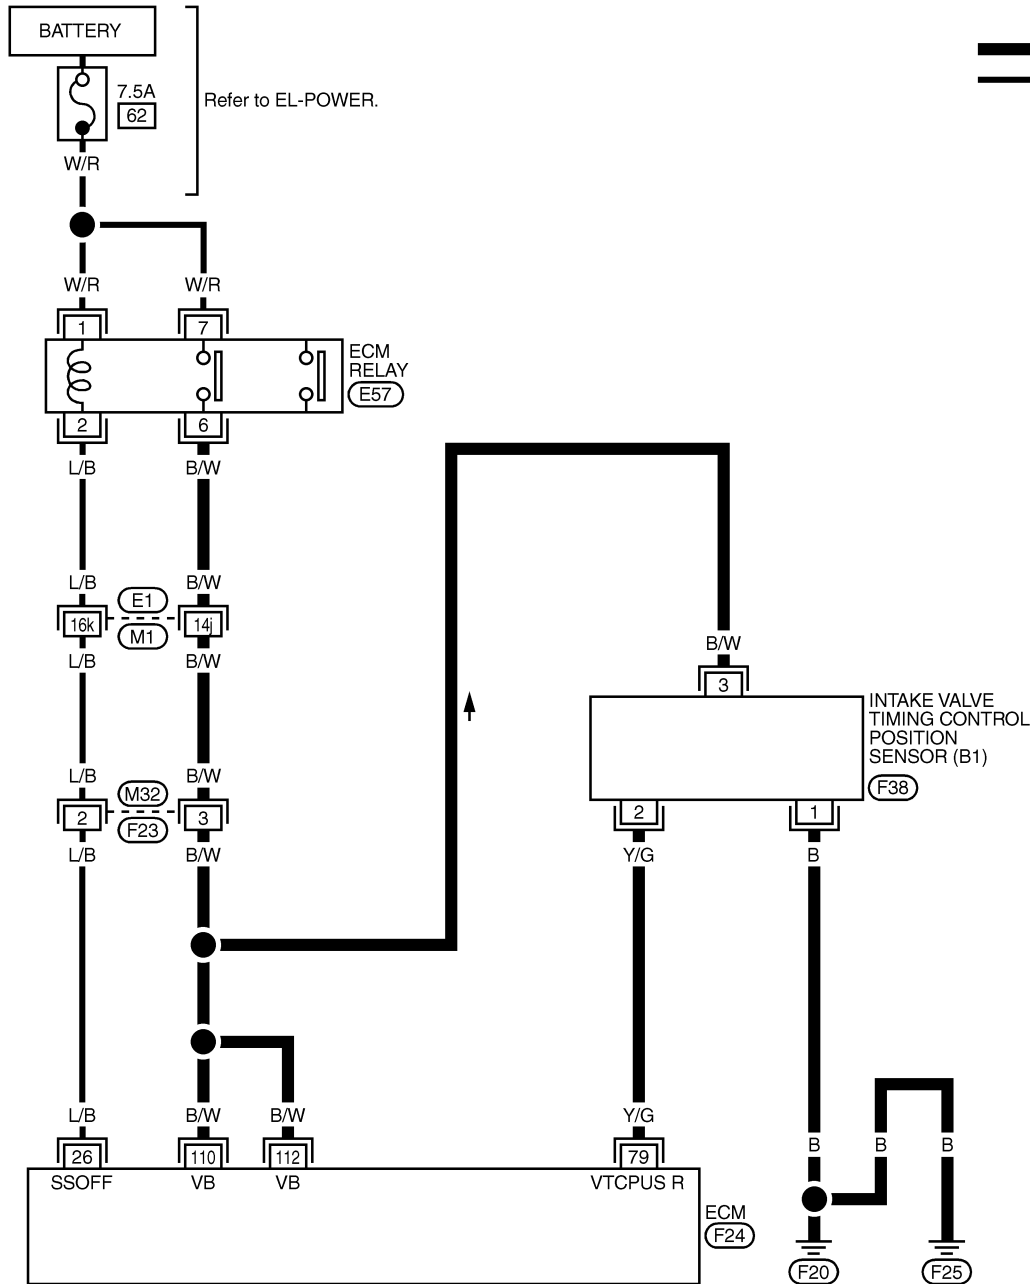 BATTERY
7.5A
62
Refer to EL-POWER.
W/R
W/R W/R
1 7
ECM
RELAY
E57
2 6
L/B B/W
L/B E1 B/W
16k 14j
M1
L/B B/W
B/W
3
INTAKE VALVE
TIMING CONTROL
POSITION
SENSOR (B1)
F38
L/B M32 B/W
2 3
F23
L/B B/W
2 1
Y/G B
L/B B/W B/W Y/G
26 110 112 79
SSOFF VB VB VTCPUS R
ECM
F24
B B B
F20 F25